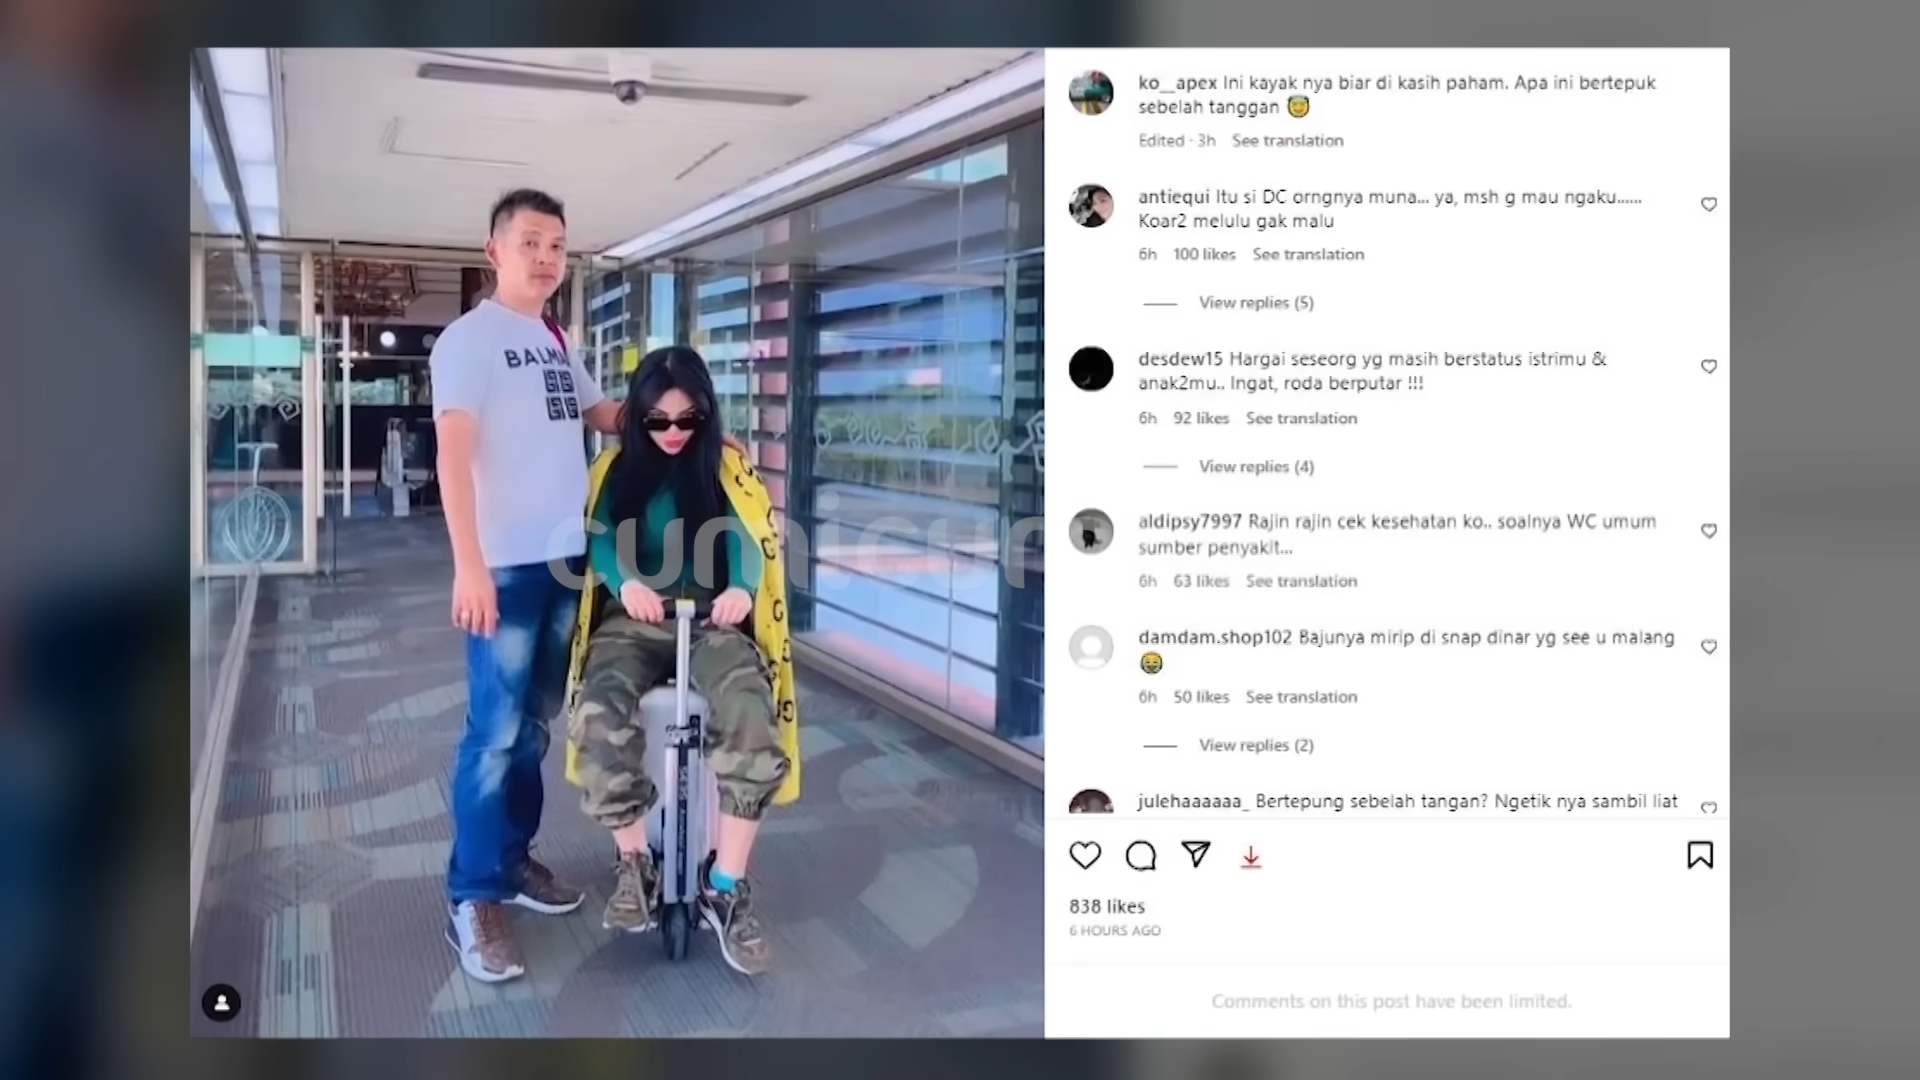 BALMA
cumicum
ko__apex Ini kayak nya biar di kasih paham. Apa ini bertepuk
sebelah tanggan 😇
Edited · 3h See translation
antiequi Itu si DC orngnya muna... ya, msh g mau ngaku......
Koar2 melulu gak malu
6h 100 likes See translation
View replies (5)
desdew15 Hargai seseorg yg masih berstatus istrimu &
anak2mu.. Ingat, roda berputar !!!
6h 92 likes See translation
View replies (4)
aldipsy7997 Rajin rajin cek kesehatan ko.. soalnya WC umum
sumber penyakit...
6h 63 likes See translation
damdam.shop102 Bajunya mirip di snap dinar yg see u malang
😭
6h 50 likes See translation
View replies (2)
julehaaaaaa_ Bertepung sebelah tangan? Ngetik nya sambil liat
838 likes
6 HOURS AGO
Comments on this post have been limited.